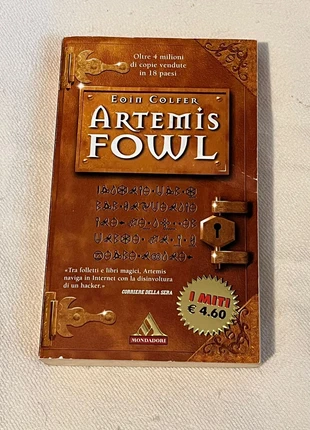 Oltre 4 milioni
di copie vendute
in 18 paesi
EOIN COLFER
ARTEMIS
FOWL
«Tra folletti e libri magici, Artemis
naviga in Internet con la disinvoltura
di un hacker.»
CORRIERE DELLA SERA
I MITI
€ 4.60
MONDADORI